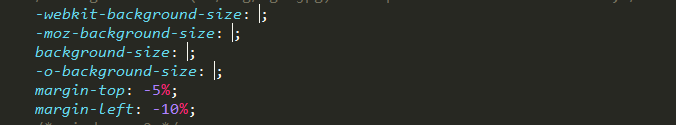 -webkit-background-size: ;
-moz-background-size: ;
background-size: ;
-o-background-size: ;
margin-top: -5%;
margin-left: -10%;